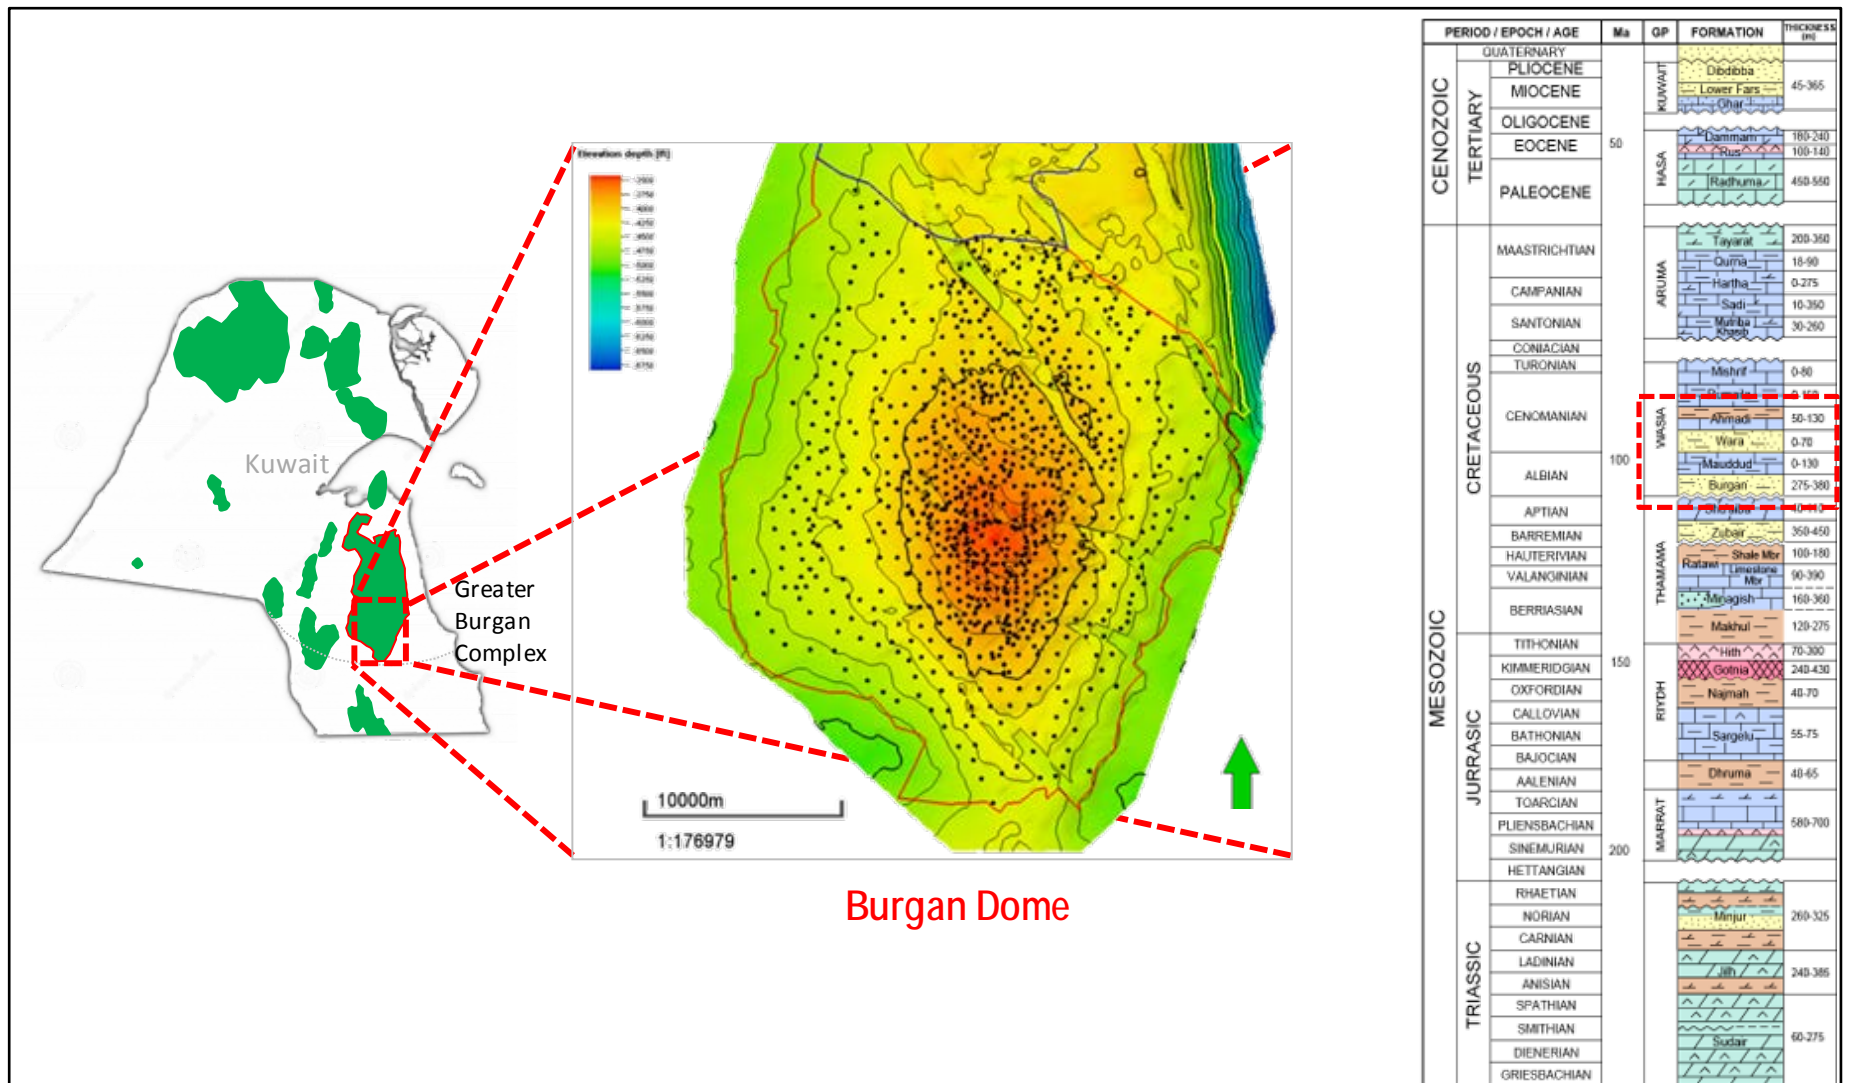 Kuwait
Greater
Burgan
Complex
Elevation depth [ft]
10000m
1:176979
Burgan Dome
PERIOD / EPOCH / AGE Ma GP FORMATION THICKNESS (m)
CENOZOIC
TERTIARY
QUATERNARY
PLIOCENE
MIOCENE
OLIGOCENE
EOCENE
PALEOCENE
MESOZOIC
CRETACEOUS
MAASTRICHTIAN
CAMPANIAN
SANTONIAN
CONIACIAN
TURONIAN
CENOMANIAN
ALBIAN
APTIAN
BARREMIAN
HAUTERIVIAN
VALANGINIAN
BERRIASIAN
JURRASIC
TITHONIAN
KIMMERIDGIAN
OXFORDIAN
CALLOVIAN
BATHONIAN
BAJOCIAN
AALENIAN
TOARCIAN
PLIENSBACHIAN
SINEMURIAN
HETTANGIAN
TRIASSIC
RHAETIAN
NORIAN
CARNIAN
LADINIAN
ANISIAN
SPATHIAN
SMITHIAN
DIENERIAN
GRIESBACHIAN
50
100
150
200
KUWAIT
HASA
ARUMA
WASIA
THAMAMA
RIYDH
MARRAT
Dibdibba
Lower Fars 45-365
Ghar
Dammam 180-240
Rus 100-140
Radhuma 450-550
Tayarat 200-350
Qurna 18-90
Hartha 0-275
Sadi 10-350
Mutriba
Khasib 30-260
Mishrif 0-80
Ahmadi 50-130
Wara 0-70
Mauddud 0-130
Burgan 275-380
Shu'aiba
Zubair 350-450
Ratawi
Shale Mbr 100-180
Limestone
Mbr 90-390
Minagish 160-360
Makhul 120-275
Hith 70-300
Gotnia 240-430
Najmah 40-70
Sargelu 55-75
Dhruma 40-65
580-700
Minjur 260-325
Jilh 240-385
Sudair 60-275